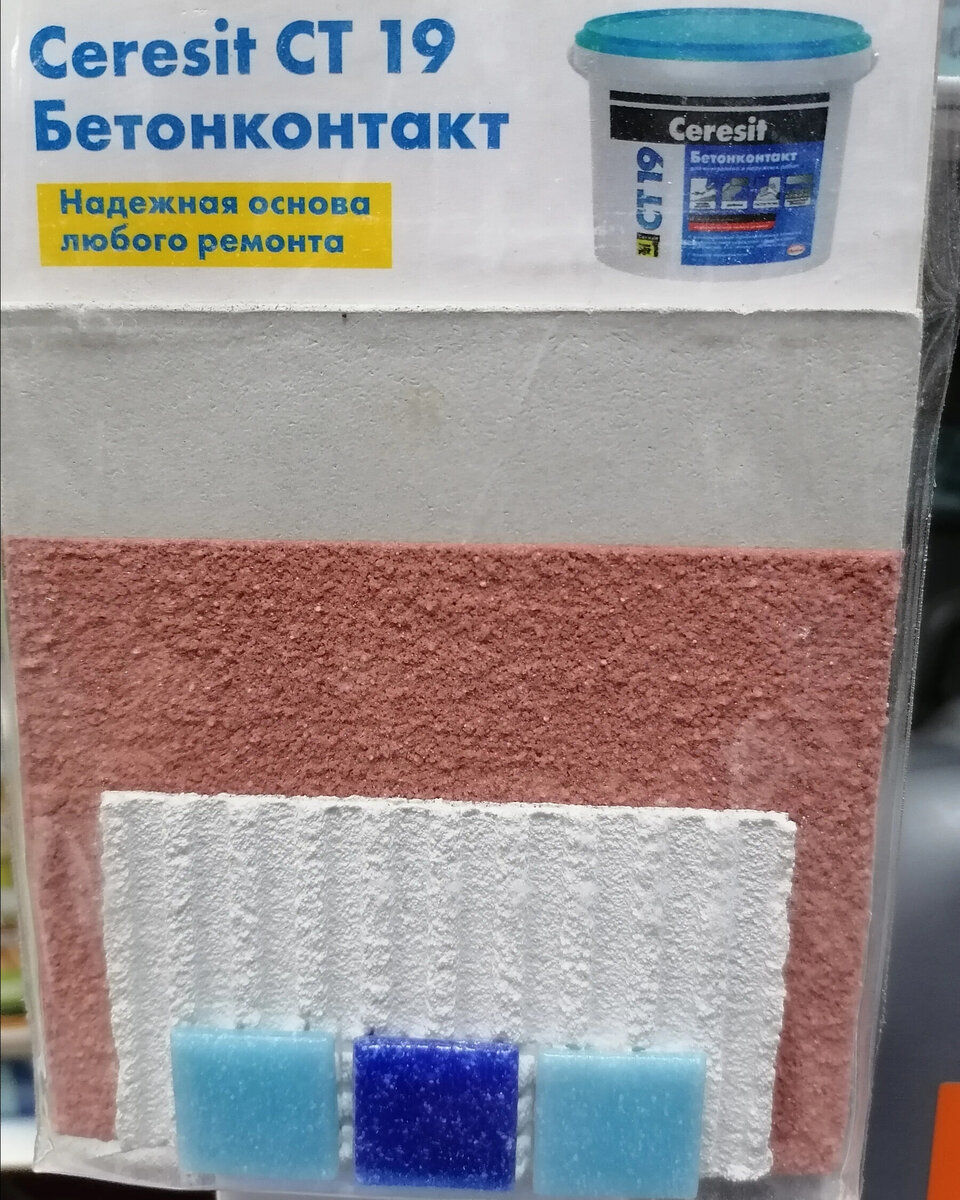 Ceresit CT 19
Бетонконтакт
Надежная основа
любого ремонта
Ceresit
CT 19
Бетонконтакт